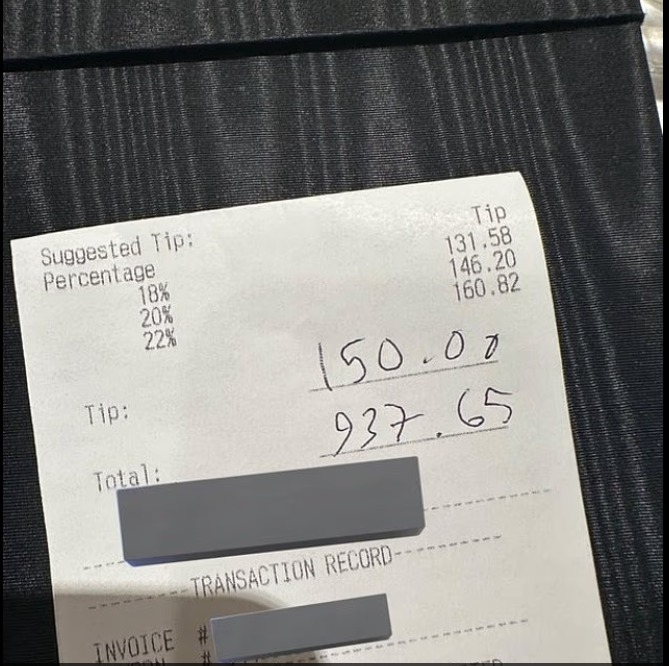 Suggested Tip:
Percentage Tip
18% 131.58
20% 146.20
22% 160.82
Tip: 150.00
Total: 937.65
TRANSACTION RECORD
INVOICE #